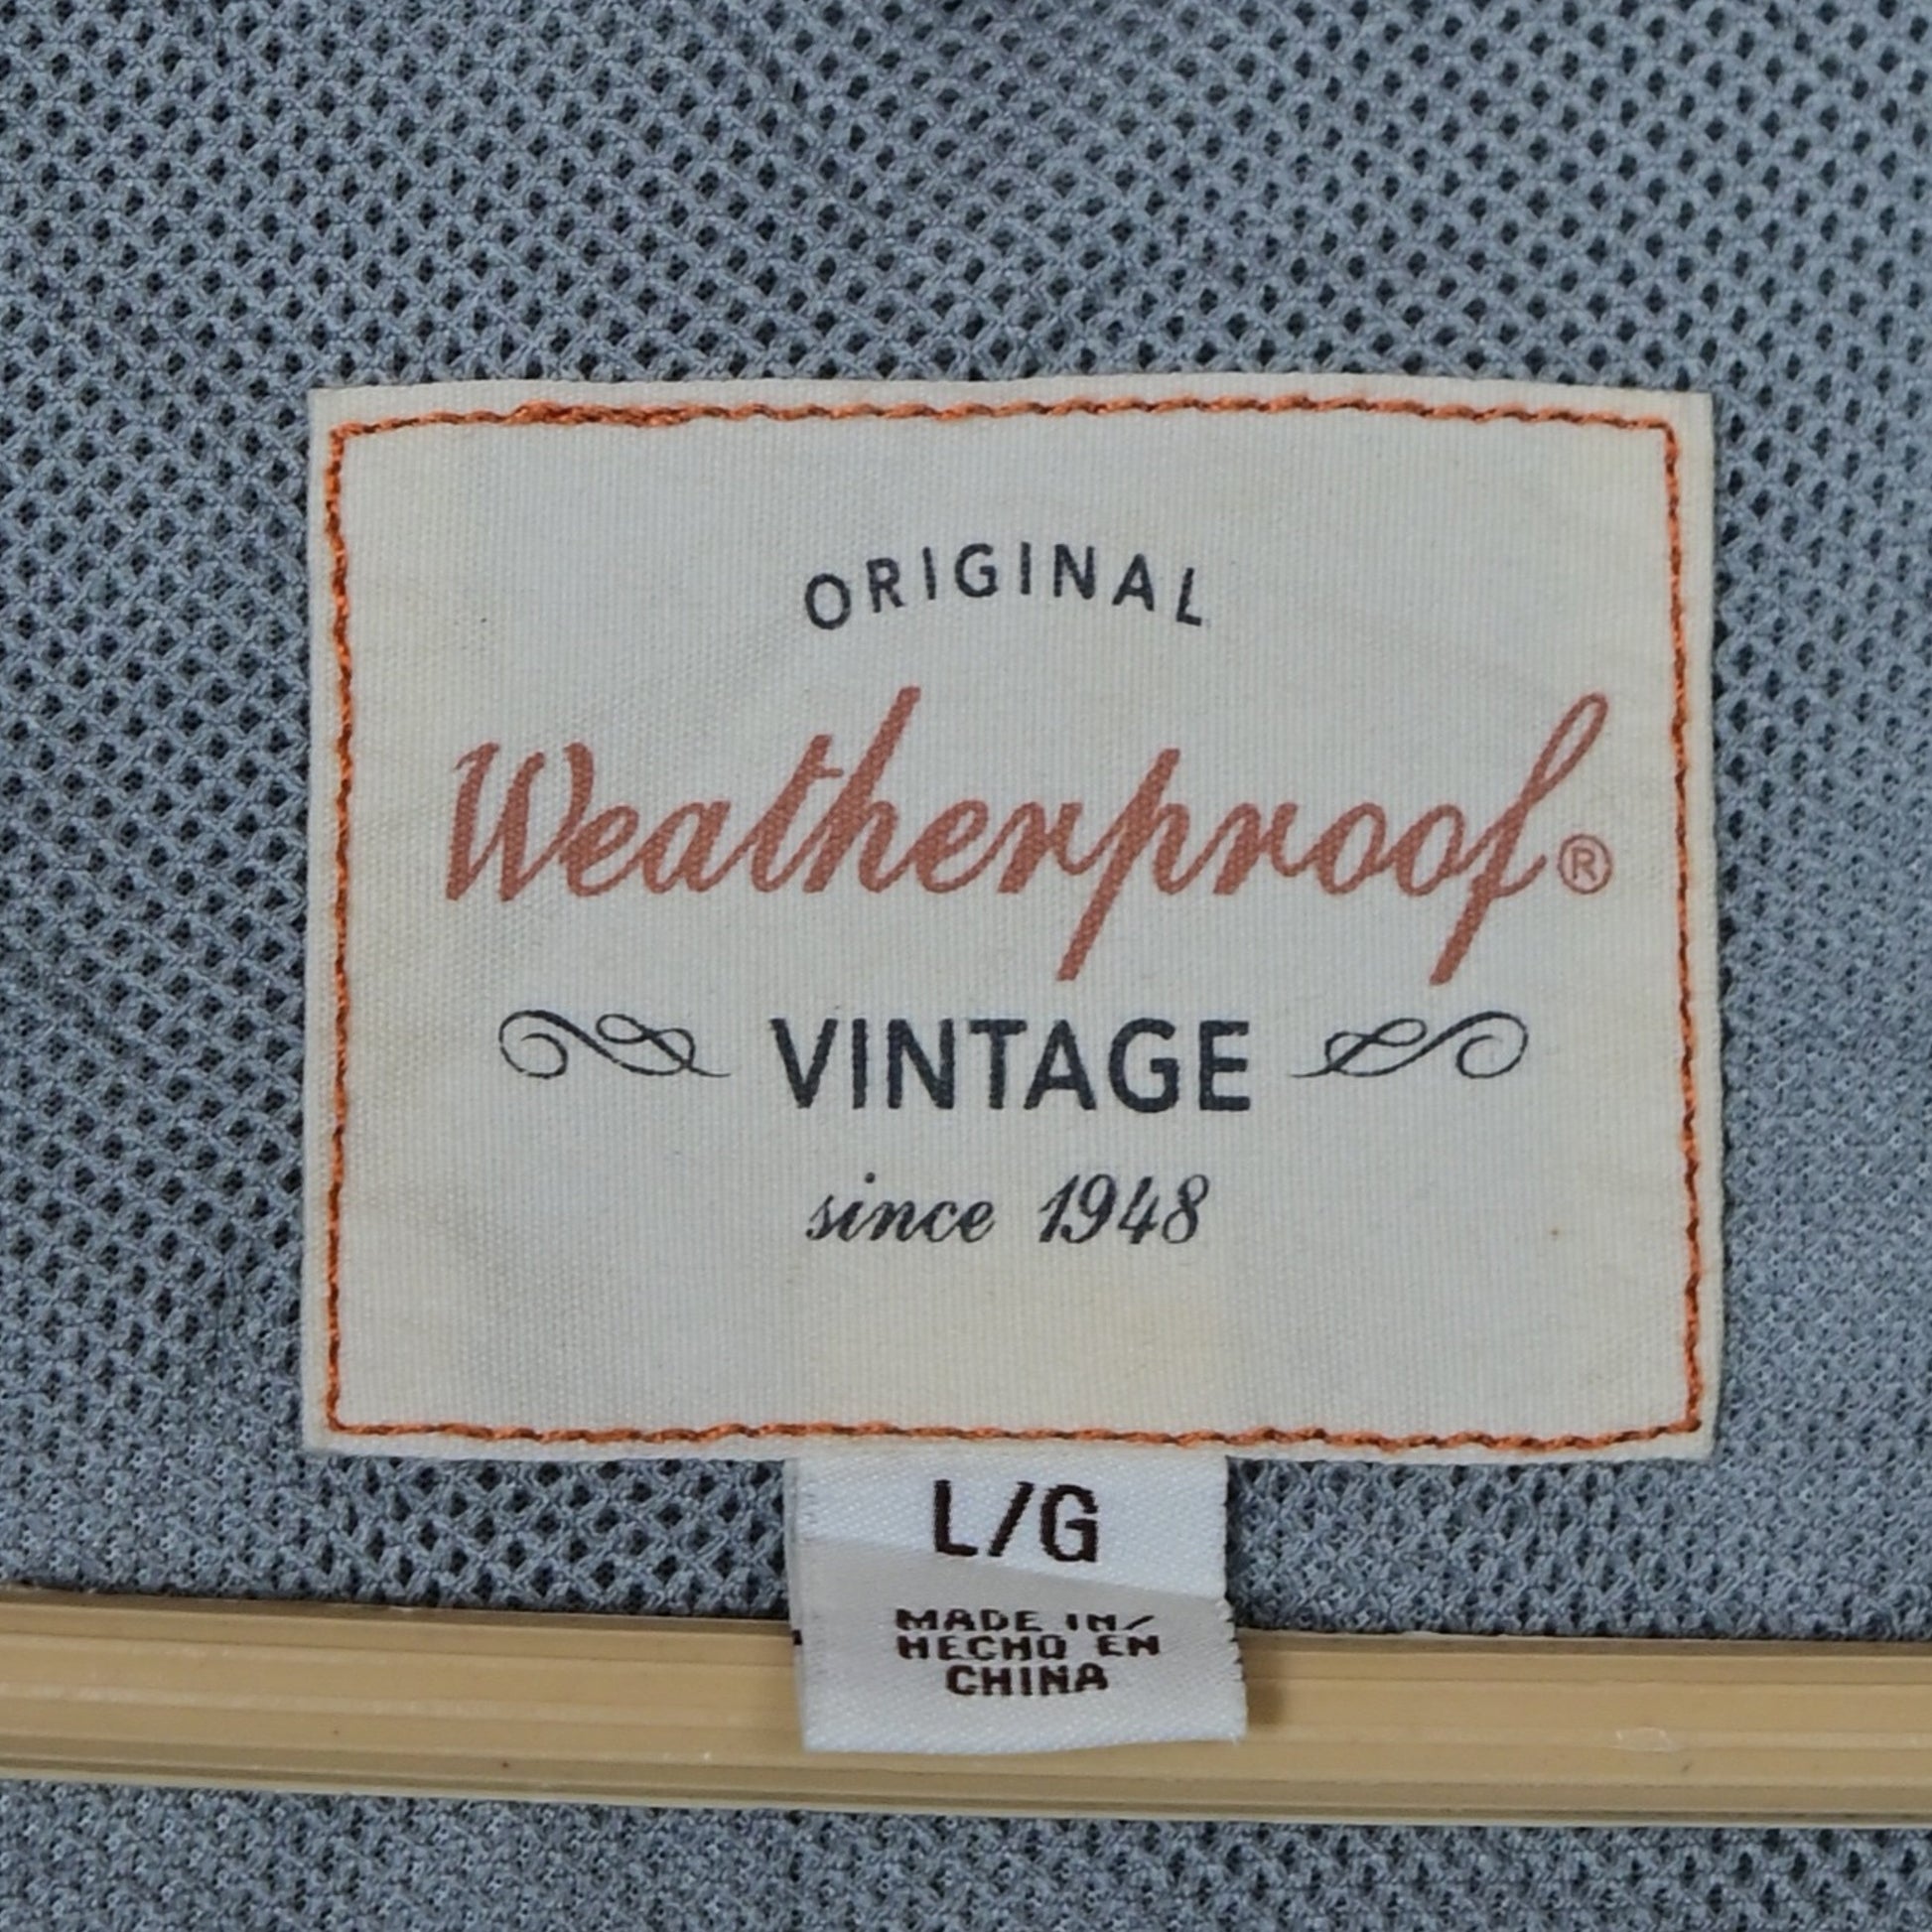 ORIGINAL
Weatherproof®
VINTAGE
since 1948
L/G
MADE IN/
HECHO EN
CHINA